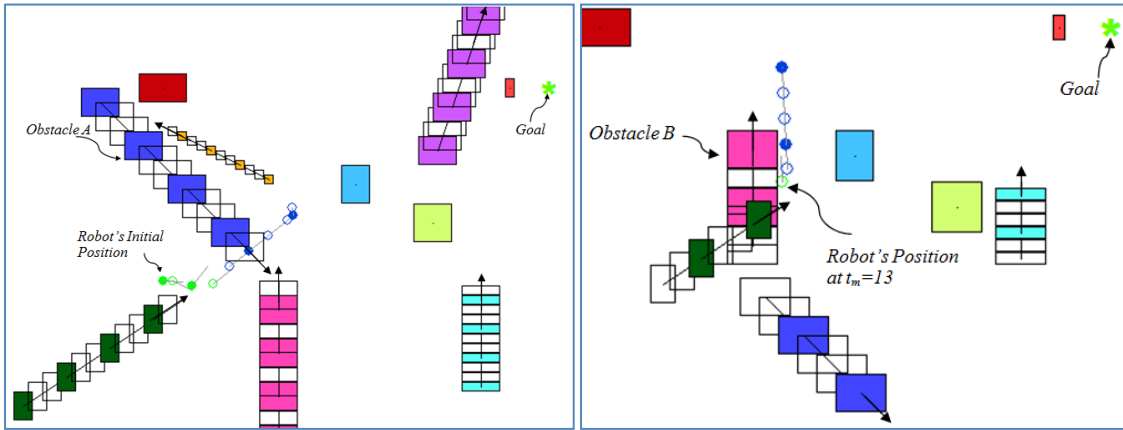 Obstacle A
Goal
Robot's Initial
Position
Goal
Obstacle B
Robot's Position
at tₘ=13